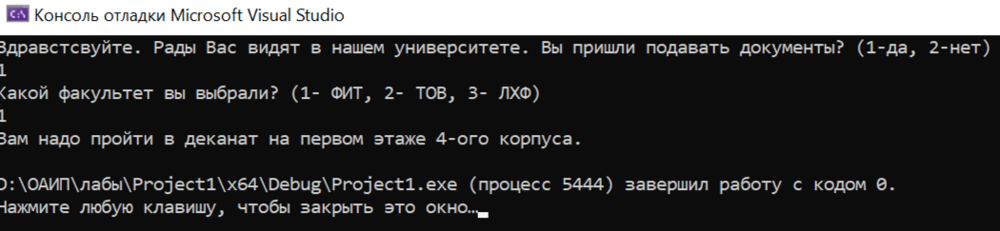 Консоль отладки Microsoft Visual Studio
Здравстсвуйте. Рады Вас видят в нашем университете. Вы пришли подавать документы? (1-да, 2-нет)
1
Какой факультет вы выбрали? (1- ФИТ, 2- ТОВ, 3- ЛХФ)
1
Вам надо пройти в деканат на первом этаже 4-ого корпуса.
D:\ОАИП\лабы\Project1\x64\Debug\Project1.exe (процесс 5444) завершил работу с кодом 0.
Нажмите любую клавишу, чтобы закрыть это окно…